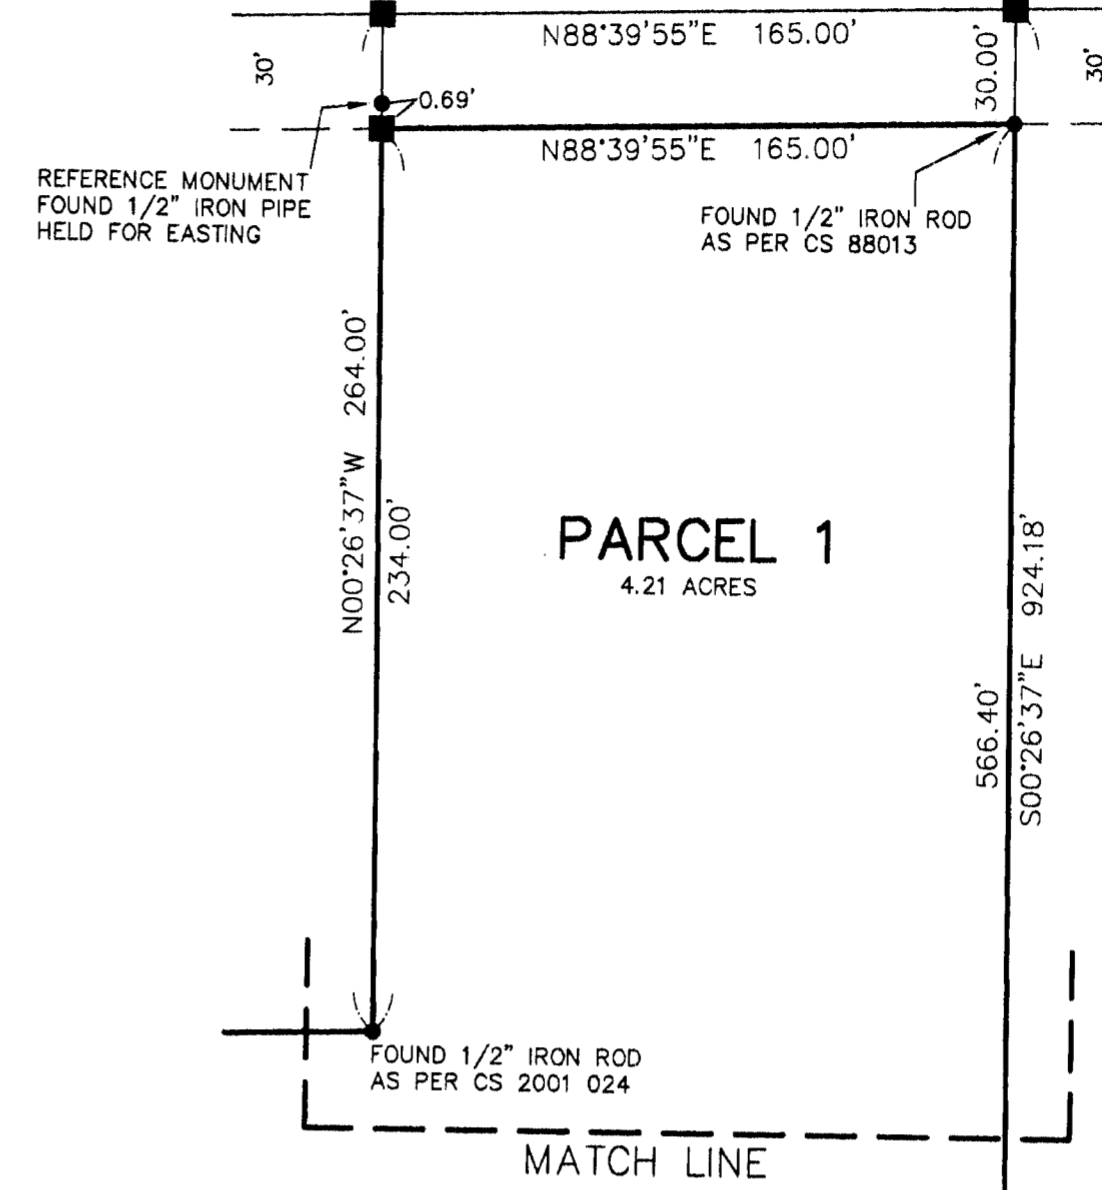 N88°39'55"E 165.00'
30'
30.00'
30'
0.69'
N88°39'55"E 165.00'
REFERENCE MONUMENT
FOUND 1/2" IRON PIPE
HELD FOR EASTING
FOUND 1/2" IRON ROD
AS PER CS 88013
N00°26'37"W 264.00'
234.00'
PARCEL 1
4.21 ACRES
566.40'
S00°26'37"E 924.18'
FOUND 1/2" IRON ROD
AS PER CS 2001 024
MATCH LINE